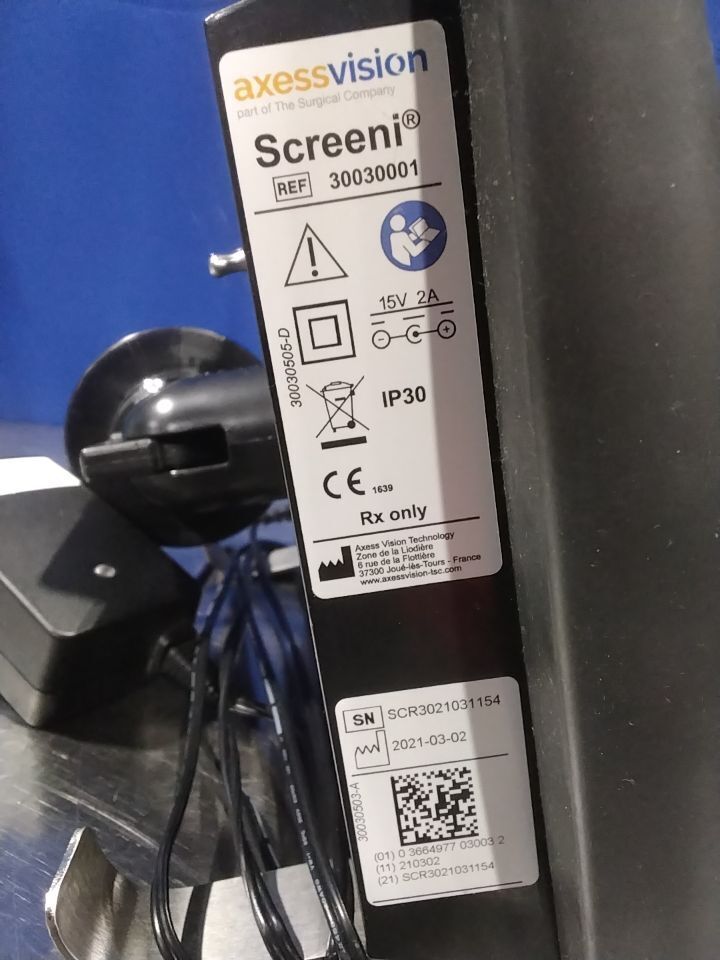 axessvision
part of The Surgical Company
Screeni®
REF 30030001
15V 2A
30030505-D
IP30
CE 1639
Rx only
Axess Vision Technology
Zone de la Liodière
6 rue de la Flottière
37300 Joué-lès-Tours - France
www.axessvision-tsc.com
SN SCR3021031154
2021-03-02
30030503-A
(01) 0 3664977 03003 2
(11) 210302
(21) SCR3021031154